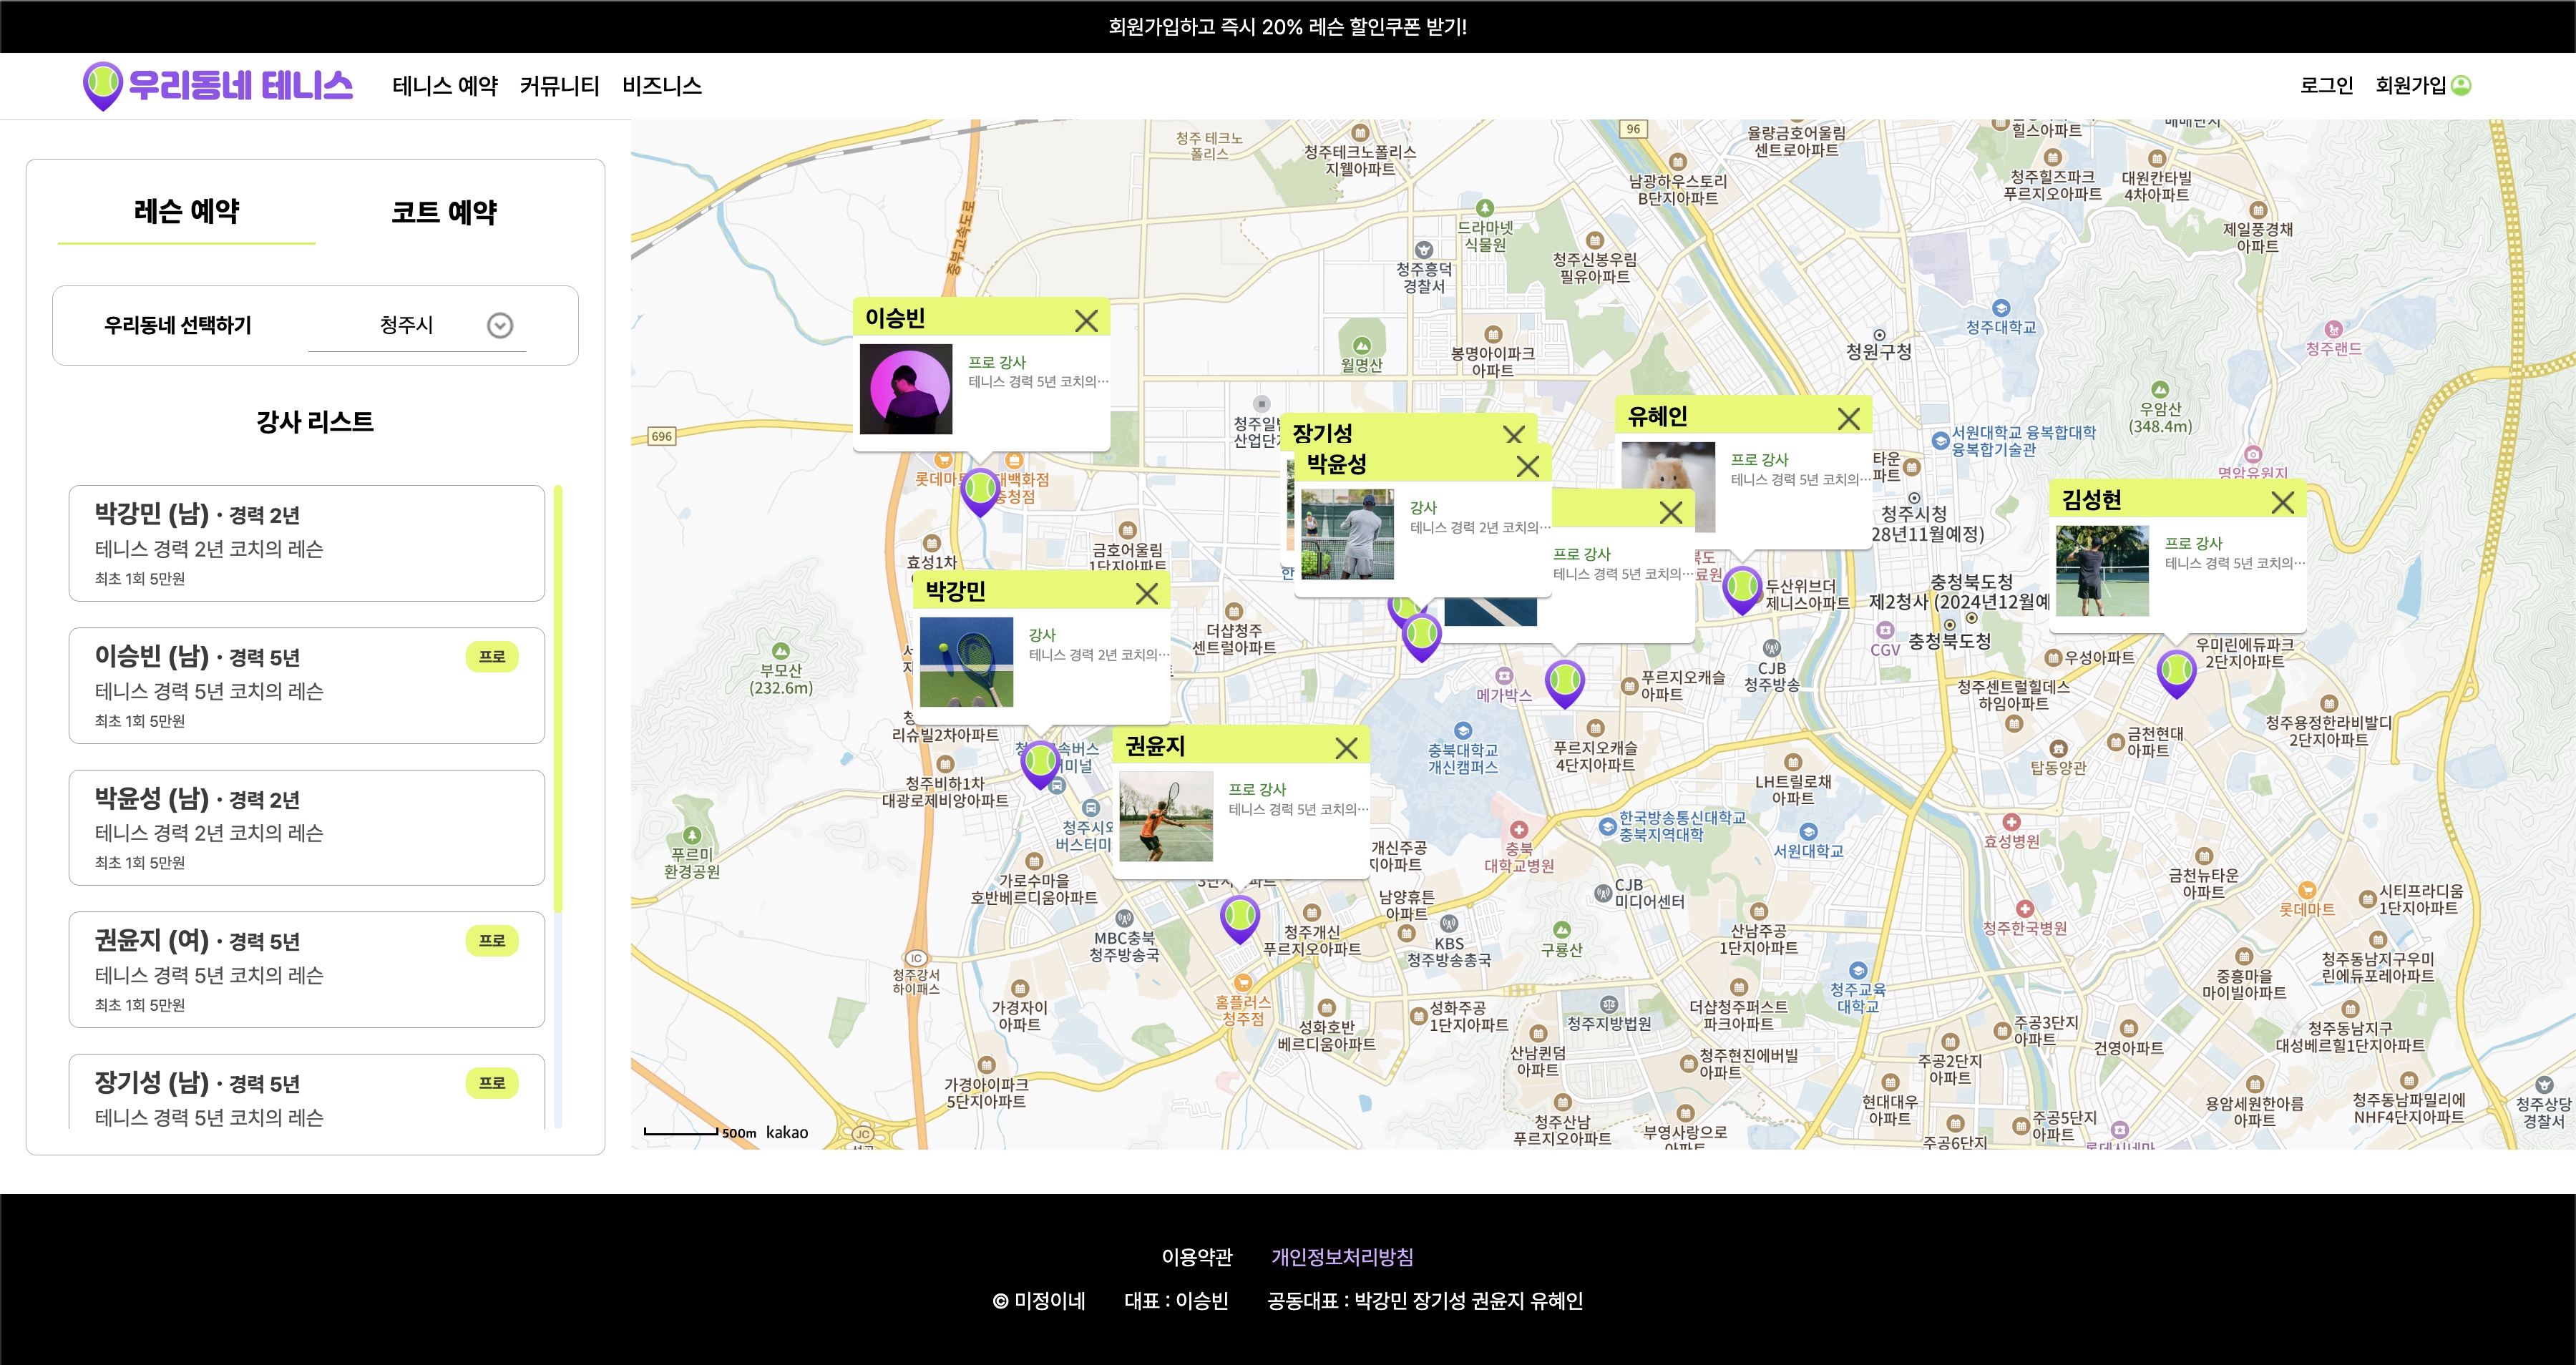 회원가입하고 즉시 20% 레슨 할인쿠폰 받기!
우리동네 테니스
테니스 예약 커뮤니티 비즈니스
로그인 회원가입
레슨 예약 코트 예약
우리동네 선택하기 청주시
강사 리스트
박강민 (남) · 경력 2년
테니스 경력 2년 코치의 레슨
최초 1회 5만원
이승빈 (남) · 경력 5년 프로
테니스 경력 5년 코치의 레슨
최초 1회 5만원
박윤성 (남) · 경력 2년
테니스 경력 2년 코치의 레슨
최초 1회 5만원
권윤지 (여) · 경력 5년 프로
테니스 경력 5년 코치의 레슨
최초 1회 5만원
장기성 (남) · 경력 5년 프로
테니스 경력 5년 코치의 레슨
청주 테크노
폴리스
청주테크노폴리스
지웰아파트
96
율량금호어울림
센트로아파트
힐스아파트
남광하우스토리
B단지아파트
청주힐즈파크
푸르지오아파트
대원칸타빌
4차아파트
제일풍경채
아파트
중부고속도로
드라마넷
식물원
청주흥덕
경찰서
청주신봉우림
필유아파트
청주대학교
청원구청
청주랜드
월명산
봉명아이파크
아파트
우암산
(348.4m)
696
서원대학교 융복합대학
융복합기술관
명암유원지
이승빈
프로 강사
테니스 경력 5년 코치의…
장기성
박윤성
강사
테니스 경력 2년 코치의…
유혜인
프로 강사
테니스 경력 5년 코치의…
프로 강사
테니스 경력 5년 코치의…
김성현
프로 강사
테니스 경력 5년 코치의…
박강민
강사
테니스 경력 2년 코치의…
권윤지
프로 강사
테니스 경력 5년 코치의…
효성1차
금호어울림
1단지아파트
청주시청
28년11월예정)
충청북도청
제2청사 (2024년12월예
충청북도청
두산위브더
제니스아파트
더샵청주
센트럴아파트
부모산
(232.6m)
CGV
CJB
청주방송
우성아파트
우미린에듀파크
2단지아파트
메가박스
푸르지오캐슬
아파트
청주센트럴힐데스
하임아파트
청주용정한라비발디
2단지아파트
리슈빌2차아파트
충북대학교
개신캠퍼스
푸르지오캐슬
4단지아파트
금천현대
아파트
탑동양관
청주비하1차
대광로제비앙아파트
LH트릴로채
아파트
한국방송통신대학교
충북지역대학
서원대학교
효성병원
푸르미
환경공원
충북
대학교병원
가로수마을
호반베르디움아파트
남양휴튼
아파트
CJB
미디어센터
금천뉴타운
아파트
롯데마트
시티프라디움
1단지아파트
MBC충북
청주방송국
청주개신
푸르지오아파트
KBS
청주방송총국
구룡산
산남주공
1단지아파트
청주한국병원
IC
청주강서
하이패스
가경자이
아파트
홈플러스
청주점
성화호반
베르디움아파트
성화주공
1단지아파트
청주지방법원
더샵청주퍼스트
파크아파트
청주교육
대학교
중흥마을
마이빌아파트
청주동남지구우미
린에듀포레아파트
주공3단지
아파트
건영아파트
청주동남지구
대성베르힐1단지아파트
산남퀸덤
아파트
청주현진에버빌
아파트
주공2단지
아파트
가경아이파크
5단지아파트
현대대우
아파트
용암세원한아름
아파트
청주동남파밀리에
NHF4단지아파트
청주상당
경찰서
청주산남
푸르지오아파트
부영사랑으로
주공5단지
아파트
주공6단지
JC
500m kakao
이용약관 개인정보처리방침
© 미정이네 대표 : 이승빈 공동대표 : 박강민 장기성 권윤지 유혜인